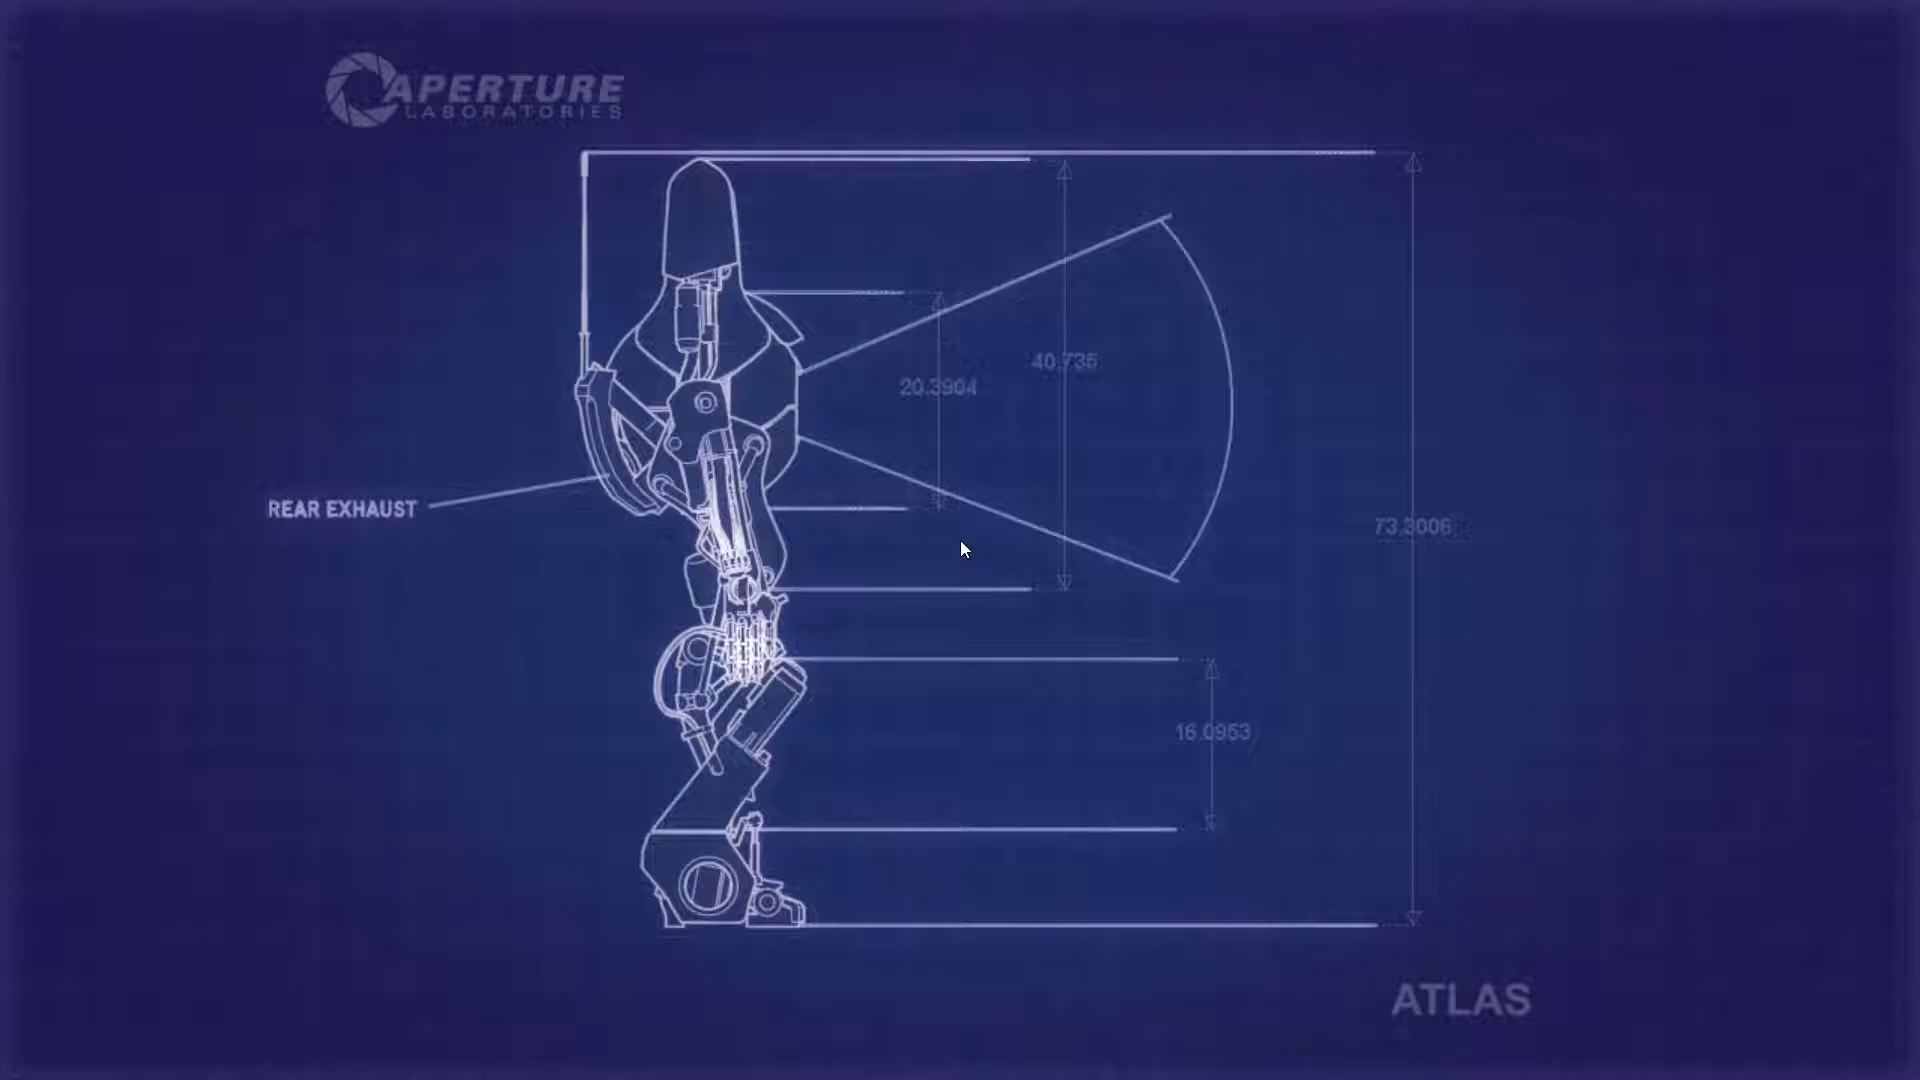 APERTURE
LABORATORIES
40.735
20.3904
REAR EXHAUST
73.3006
16.0953
ATLAS